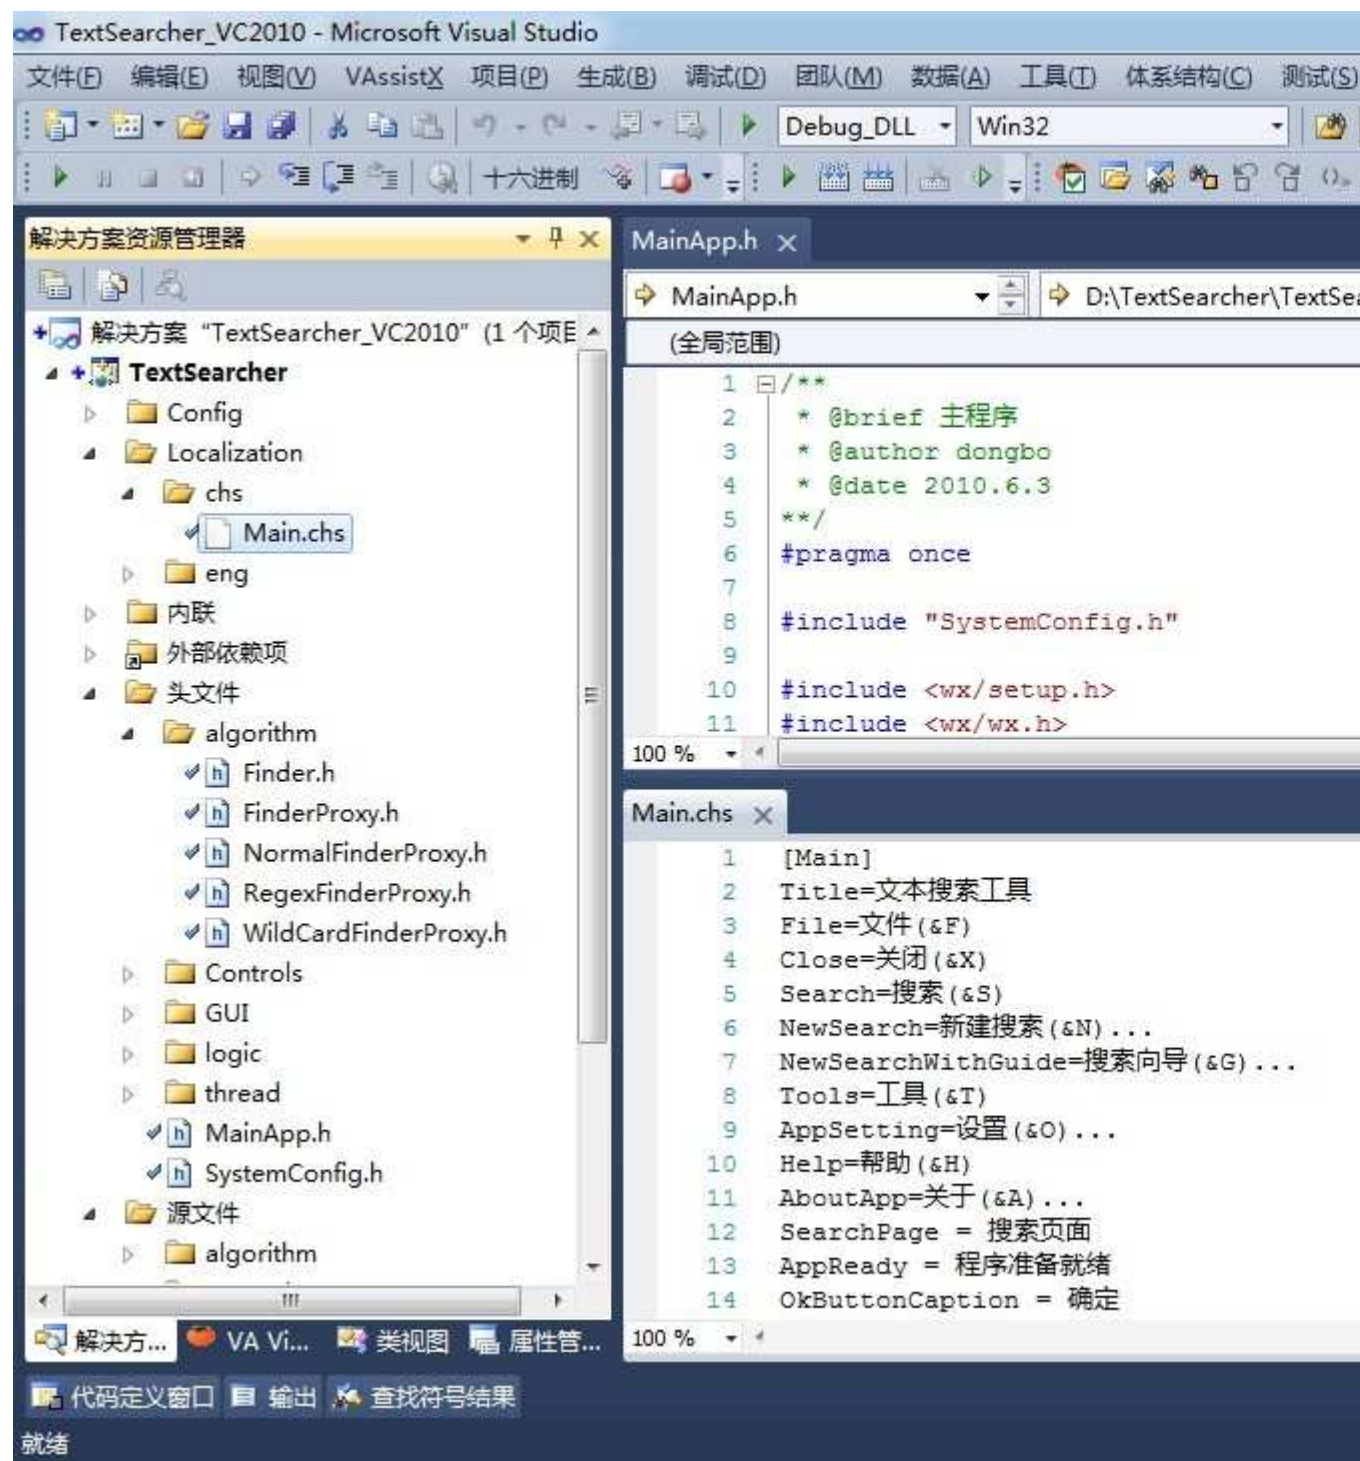 TextSearcher_VC2010 - Microsoft Visual Studio
文件(F) 编辑(E) 视图(V) VAssistX 项目(P) 生成(B) 调试(D) 团队(M) 数据(A) 工具(T) 体系结构(C) 测试(S)
Debug_DLL Win32
十六进制
解决方案资源管理器
解决方案 “TextSearcher_VC2010” (1 个项目
TextSearcher
Config
Localization
chs
Main.chs
eng
内联
外部依赖项
头文件
algorithm
Finder.h
FinderProxy.h
NormalFinderProxy.h
RegexFinderProxy.h
WildCardFinderProxy.h
Controls
GUI
logic
thread
MainApp.h
SystemConfig.h
源文件
algorithm
解决方... VA Vi... 类视图 属性管...
MainApp.h
MainApp.h D:\TextSearcher\TextSea
(全局范围)
1 /**
2 * @brief 主程序
3 * @author dongbo
4 * @date 2010.6.3
5 **/
6 #pragma once
7
8 #include "SystemConfig.h"
9
10 #include <wx/setup.h>
11 #include <wx/wx.h>
100 %
Main.chs
1 [Main]
2 Title=文本搜索工具
3 File=文件(&F)
4 Close=关闭(&X)
5 Search=搜索(&S)
6 NewSearch=新建搜索(&N)...
7 NewSearchWithGuide=搜索向导(&G)...
8 Tools=工具(&T)
9 AppSetting=设置(&O)...
10 Help=帮助(&H)
11 AboutApp=关于(&A)...
12 SearchPage = 搜索页面
13 AppReady = 程序准备就绪
14 OkButtonCaption = 确定
100 %
代码定义窗口 输出 查找符号结果
就绪